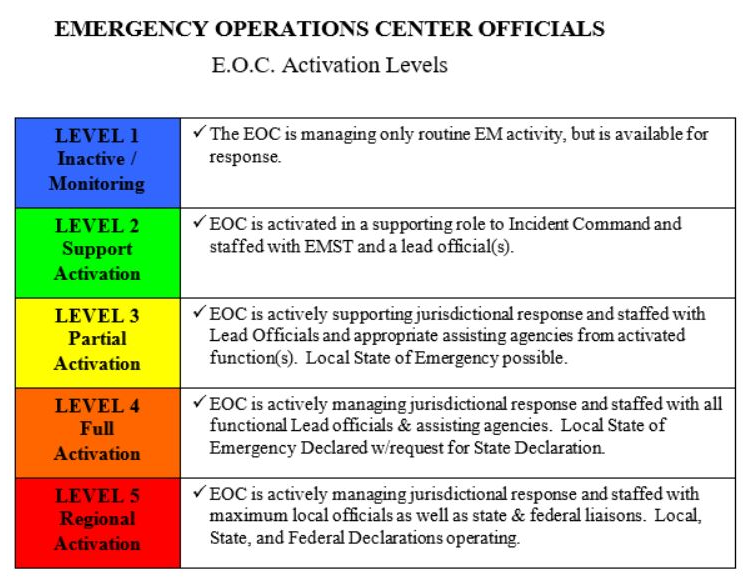 EMERGENCY OPERATIONS CENTER OFFICIALS
E.O.C. Activation Levels
LEVEL 1
Inactive /
Monitoring
✓ The EOC is managing only routine EM activity, but is available for
response.
LEVEL 2
Support
Activation
✓ EOC is activated in a supporting role to Incident Command and
staffed with EMST and a lead official(s).
LEVEL 3
Partial
Activation
✓ EOC is actively supporting jurisdictional response and staffed with
Lead Officials and appropriate assisting agencies from activated
function(s). Local State of Emergency possible.
LEVEL 4
Full
Activation
✓ EOC is actively managing jurisdictional response and staffed with all
functional Lead officials & assisting agencies. Local State of
Emergency Declared w/request for State Declaration.
LEVEL 5
Regional
Activation
✓ EOC is actively managing jurisdictional response and staffed with
maximum local officials as well as state & federal liaisons. Local,
State, and Federal Declarations operating.